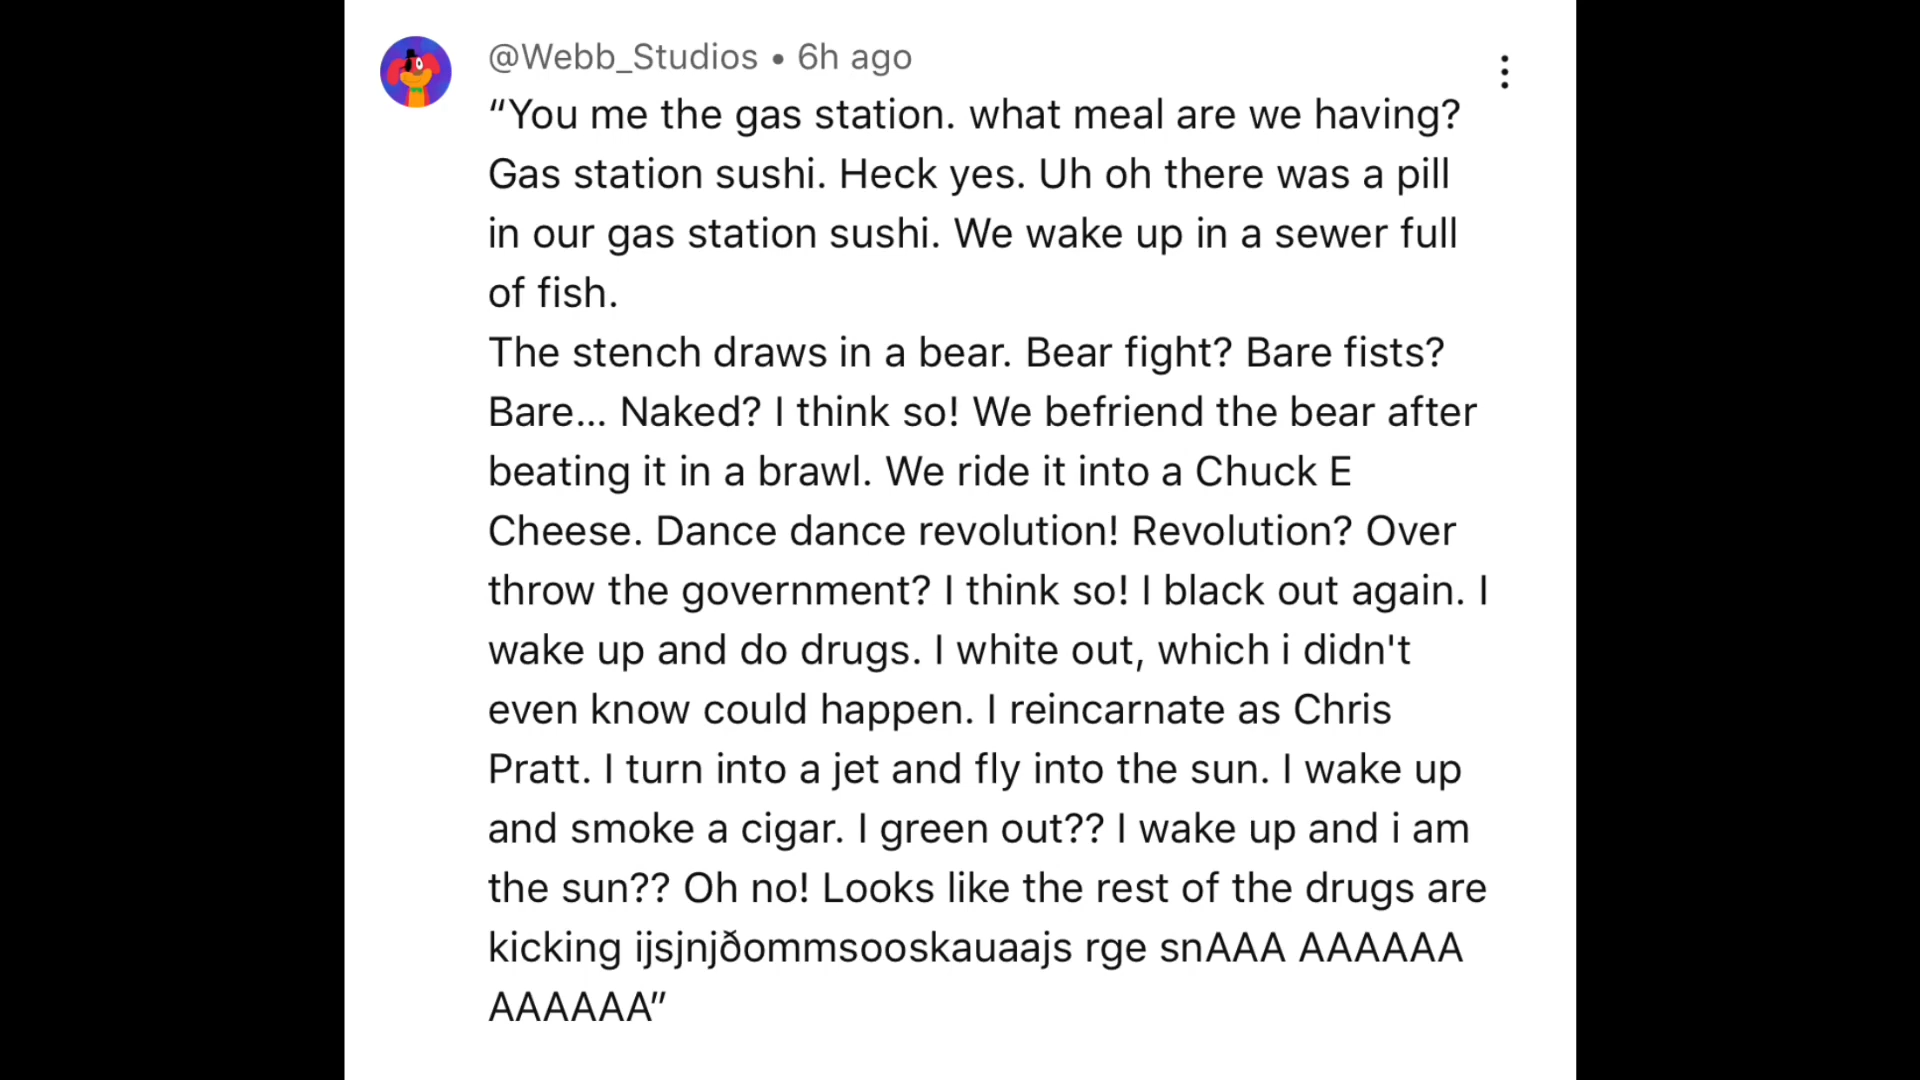 @Webb_Studios • 6h ago
“You me the gas station. what meal are we having?
Gas station sushi. Heck yes. Uh oh there was a pill
in our gas station sushi. We wake up in a sewer full
of fish.
The stench draws in a bear. Bear fight? Bare fists?
Bare... Naked? I think so! We befriend the bear after
beating it in a brawl. We ride it into a Chuck E
Cheese. Dance dance revolution! Revolution? Over
throw the government? I think so! I black out again. I
wake up and do drugs. I white out, which i didn't
even know could happen. I reincarnate as Chris
Pratt. I turn into a jet and fly into the sun. I wake up
and smoke a cigar. I green out?? I wake up and i am
the sun?? Oh no! Looks like the rest of the drugs are
kicking ijsjnjðommsooskauaajs rge snAAA AAAAAA
AAAAAA”